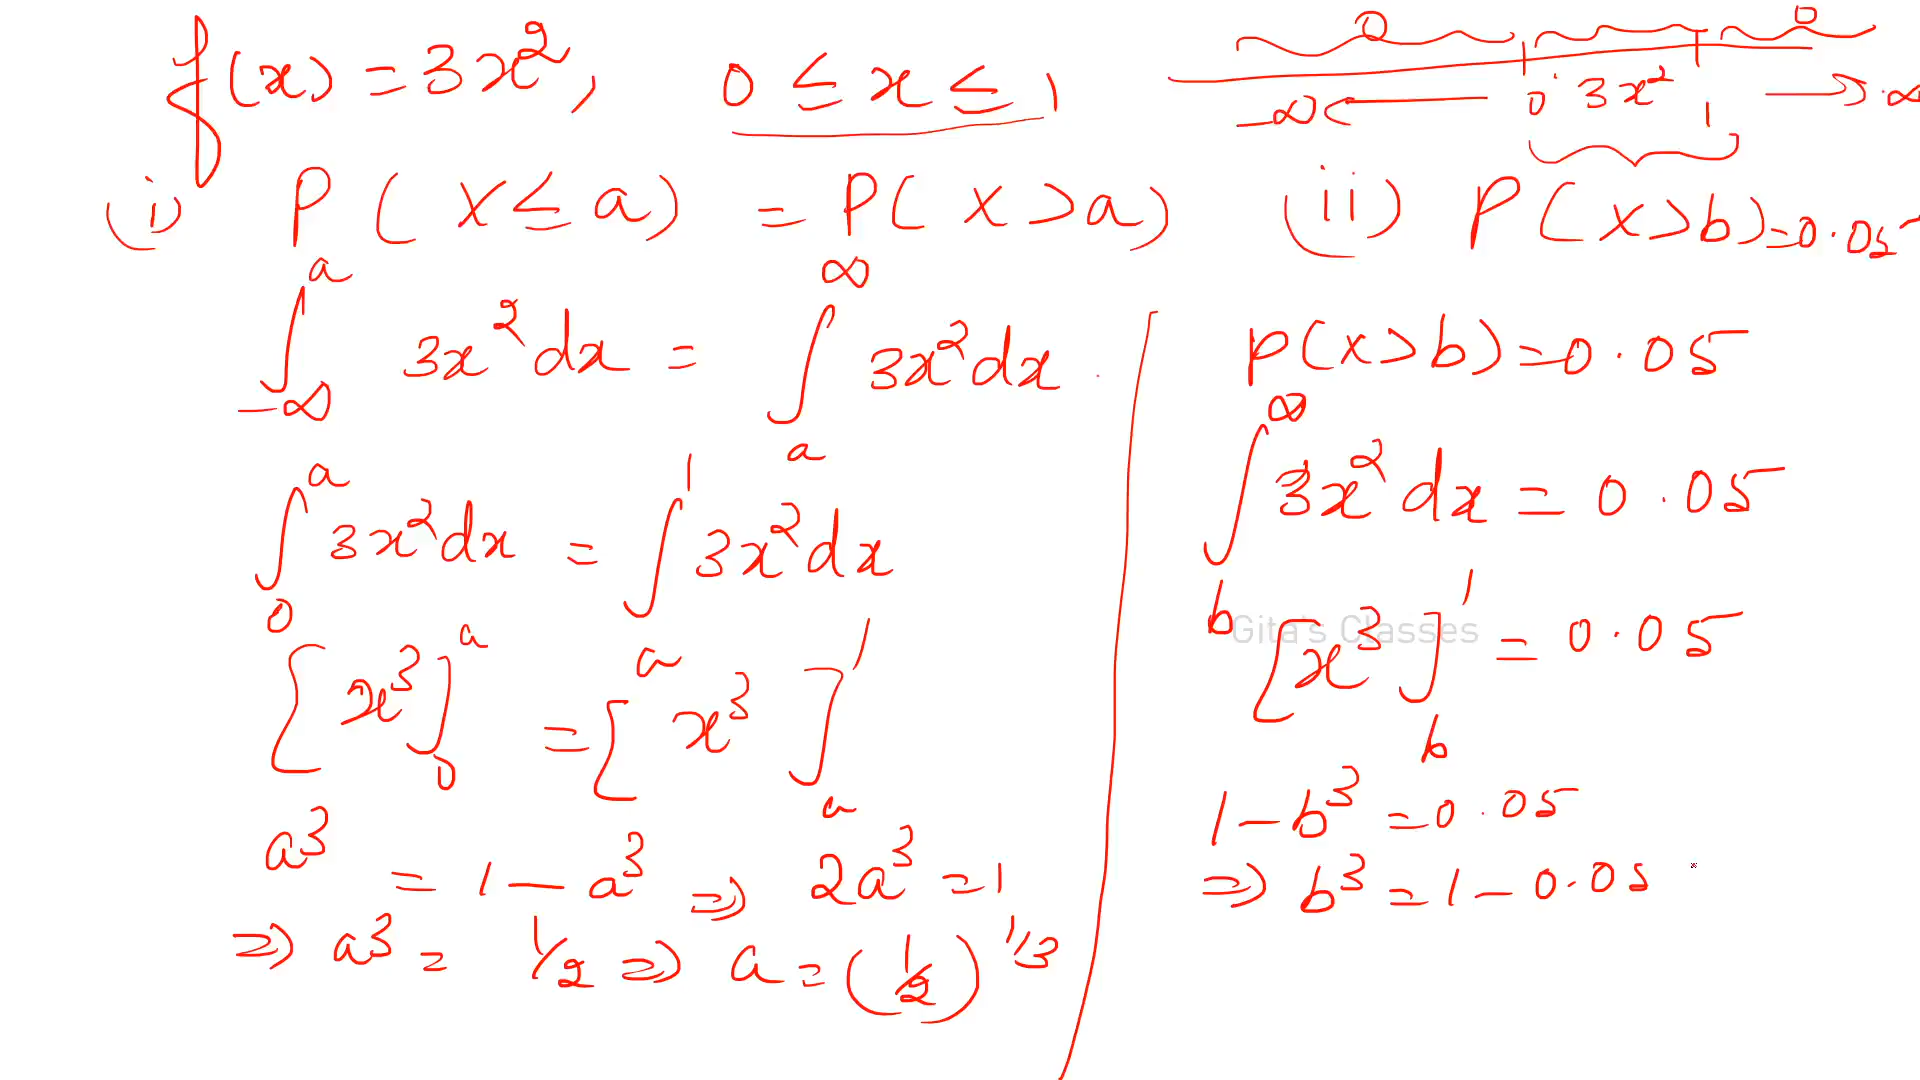 f(x) = 3x², 0 ≤ x ≤ 1
0 0
-∞ 0 3x² 1 ∞
(i) P(X ≤ a) = P(X > a) (ii) P(X > b) = 0.05
∫_{-∞}^{a} 3x² dx = ∫_{a}^{∞} 3x² dx
∫_{0}^{a} 3x² dx = ∫_{a}^{1} 3x² dx
[x³]_{0}^{a} = [x³]_{a}^{1}
a³ = 1 - a³ ⇒ 2a³ = 1
⇒ a³ = 1/2 ⇒ a = (1/2)^{1/3}
P(X > b) = 0.05
∫_{b}^{∞} 3x² dx = 0.05
Gita's Classes
[x³]_{b}^{1} = 0.05
1 - b³ = 0.05
⇒ b³ = 1 - 0.05